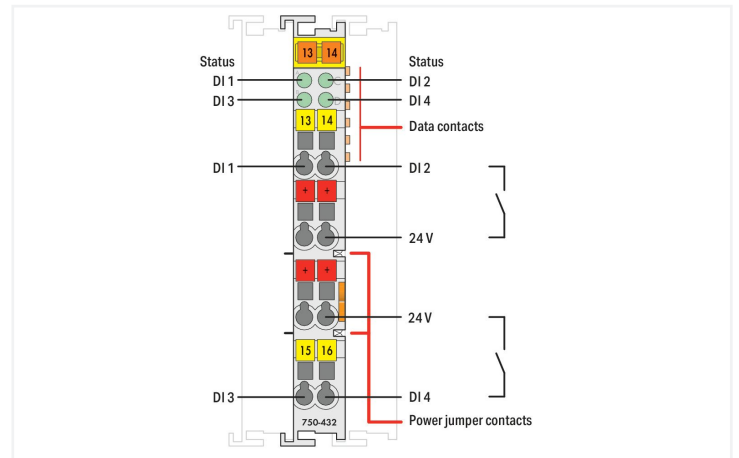 13 14
Status Status
DI 1 A C DI 2
DI 3 B D DI 4
13 14
Data contacts
DI 1 DI 2
+ +
24 V
+ +
24 V
15 16
DI 3 DI 4
750-432
Power jumper contacts